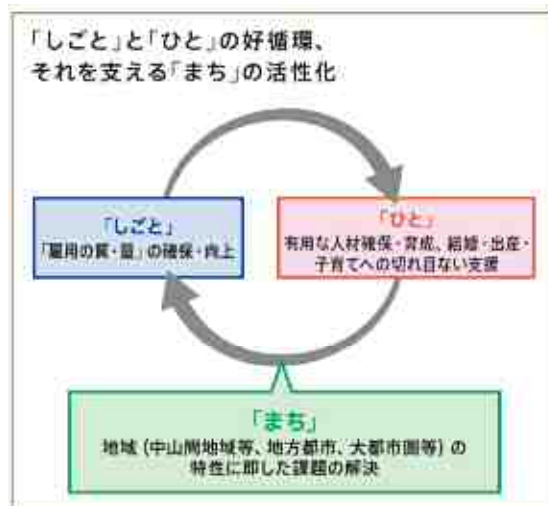 「しごと」と「ひと」の好循環、
それを支える「まち」の活性化
「しごと」
「雇用の質・量」の確保・向上
「ひと」
有用な人材確保・育成、結婚・出産・
子育てへの切れ目ない支援
「まち」
地域（中山間地域等、地方都市、大都市圏等）の
特性に即した課題の解決